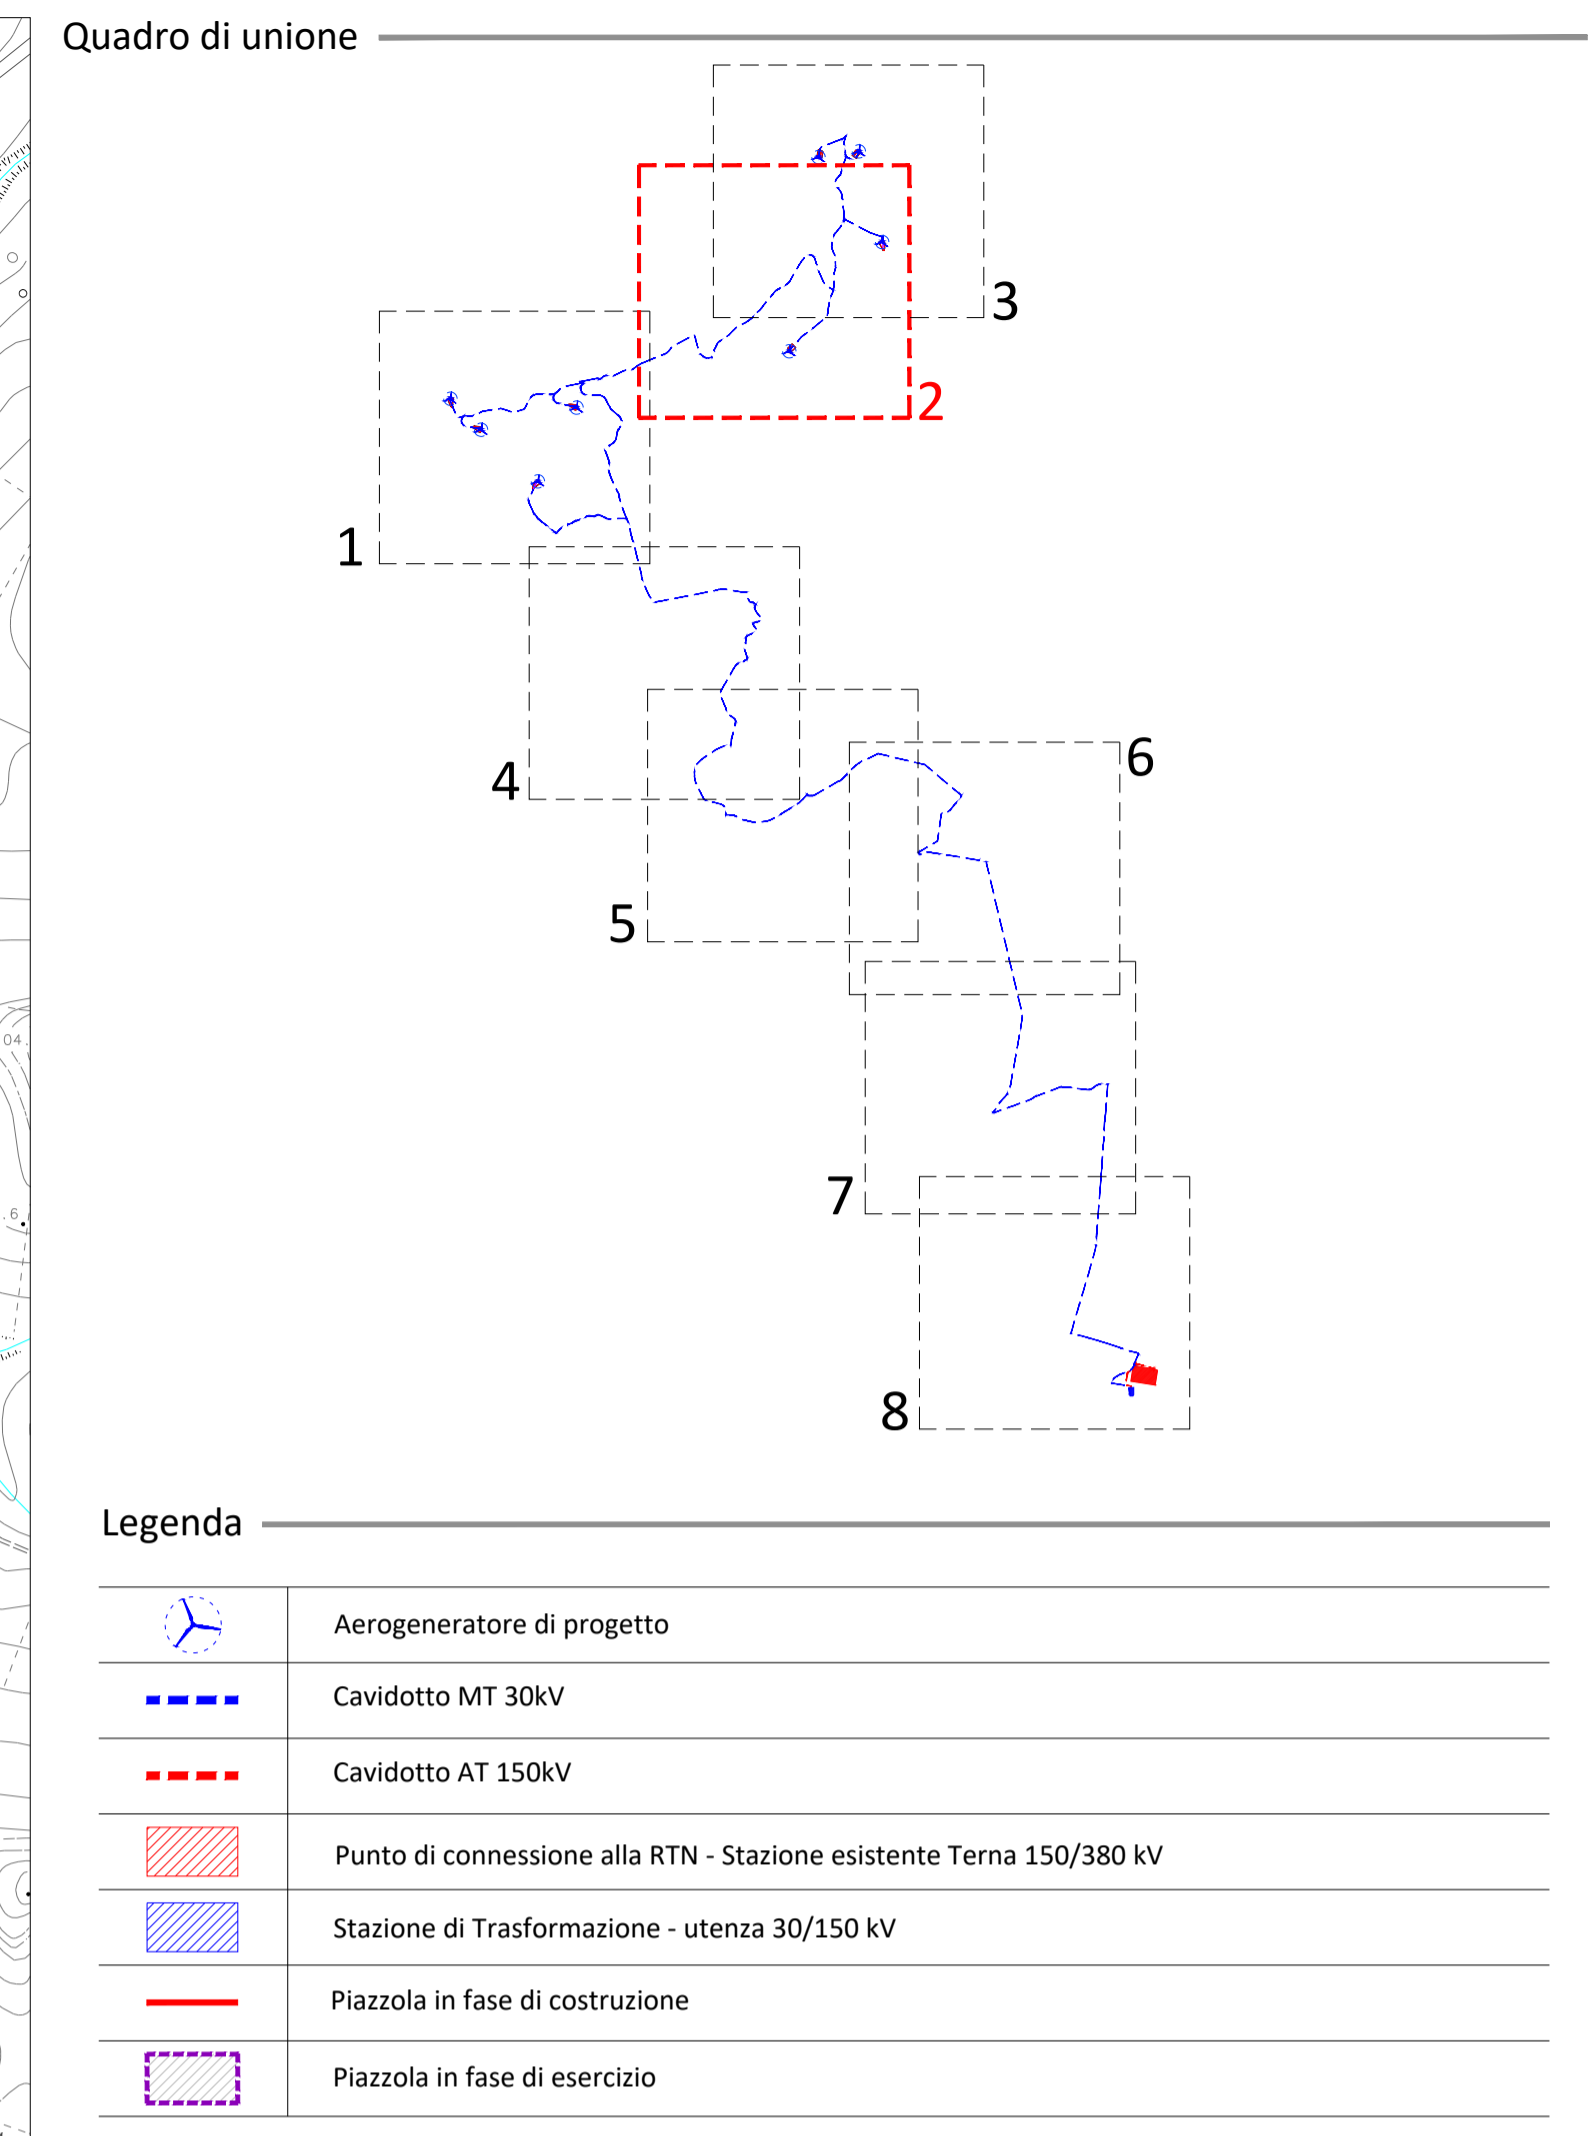 Quadro di unione
3
2
1
4
6
5
7
8
04.
.6
Legenda
Aerogeneratore di progetto
Cavidotto MT 30kV
Cavidotto AT 150kV
Punto di connessione alla RTN - Stazione esistente Terna 150/380 kV
Stazione di Trasformazione - utenza 30/150 kV
Piazzola in fase di costruzione
Piazzola in fase di esercizio